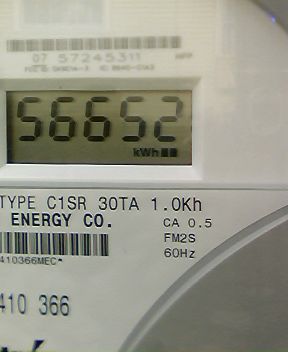 07 57245311
56652
kWh
TYPE C1SR 30TA 1.0Kh
ENERGY CO.
CA 0.5
FM2S
60Hz
410366MEC*
410 366